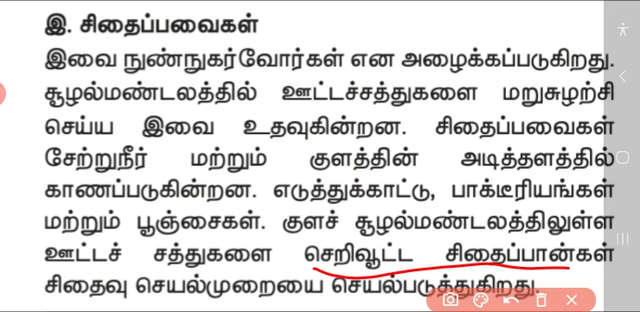 இ. சிதைப்பவைகள்
இவை நுண்நுகர்வோர்கள் என அழைக்கப்படுகிறது.
சூழல்மண்டலத்தில் ஊட்டச்சத்துகளை மறுசுழற்சி
செய்ய இவை உதவுகின்றன. சிதைப்பவைகள்
சேற்றுநீர் மற்றும் குளத்தின் அடித்தளத்தில்
காணப்படுகின்றன. எடுத்துக்காட்டு, பாக்டீரியங்கள்
மற்றும் பூஞ்சைகள். குளச் சூழல்மண்டலத்திலுள்ள
ஊட்டச் சத்துகளை செறிவூட்ட சிதைப்பான்கள்
சிதைவு செயல்முறையை செயல்படுத்துகிறது.